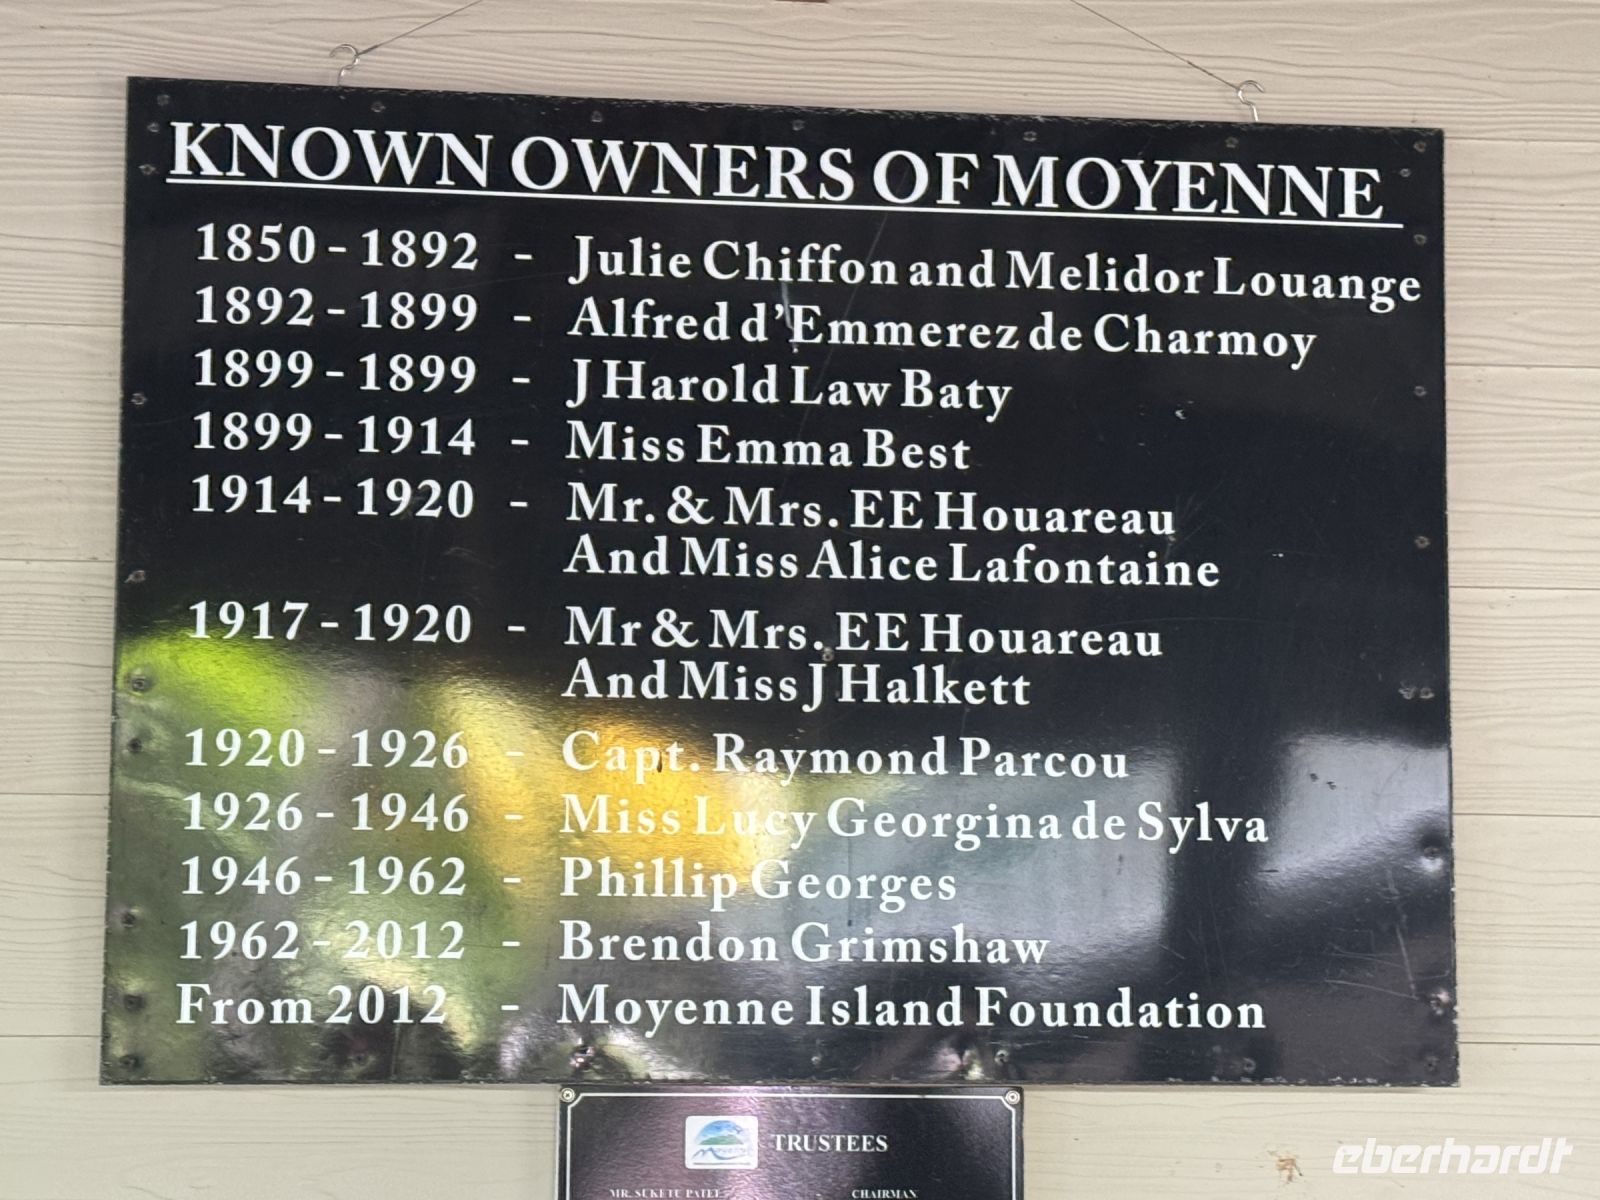 KNOWN OWNERS OF MOYENNE
1850 - 1892 - Julie Chiffon and Melidor Louange
1892 - 1899 - Alfred d'Emmerez de Charmoy
1899 - 1899 - J Harold Law Baty
1899 - 1914 - Miss Emma Best
1914 - 1920 - Mr. & Mrs. EE Houareau
And Miss Alice Lafontaine
1917 - 1920 - Mr & Mrs. EE Houareau
And Miss J Halkett
1920 - 1926 - Capt. Raymond Parcou
1926 - 1946 - Miss Lucy Georgina de Sylva
1946 - 1962 - Phillip Georges
1962 - 2012 - Brendon Grimshaw
From 2012 - Moyenne Island Foundation
TRUSTEES
MR. SUKETU PATEL - CHAIRMAN
eberhardt